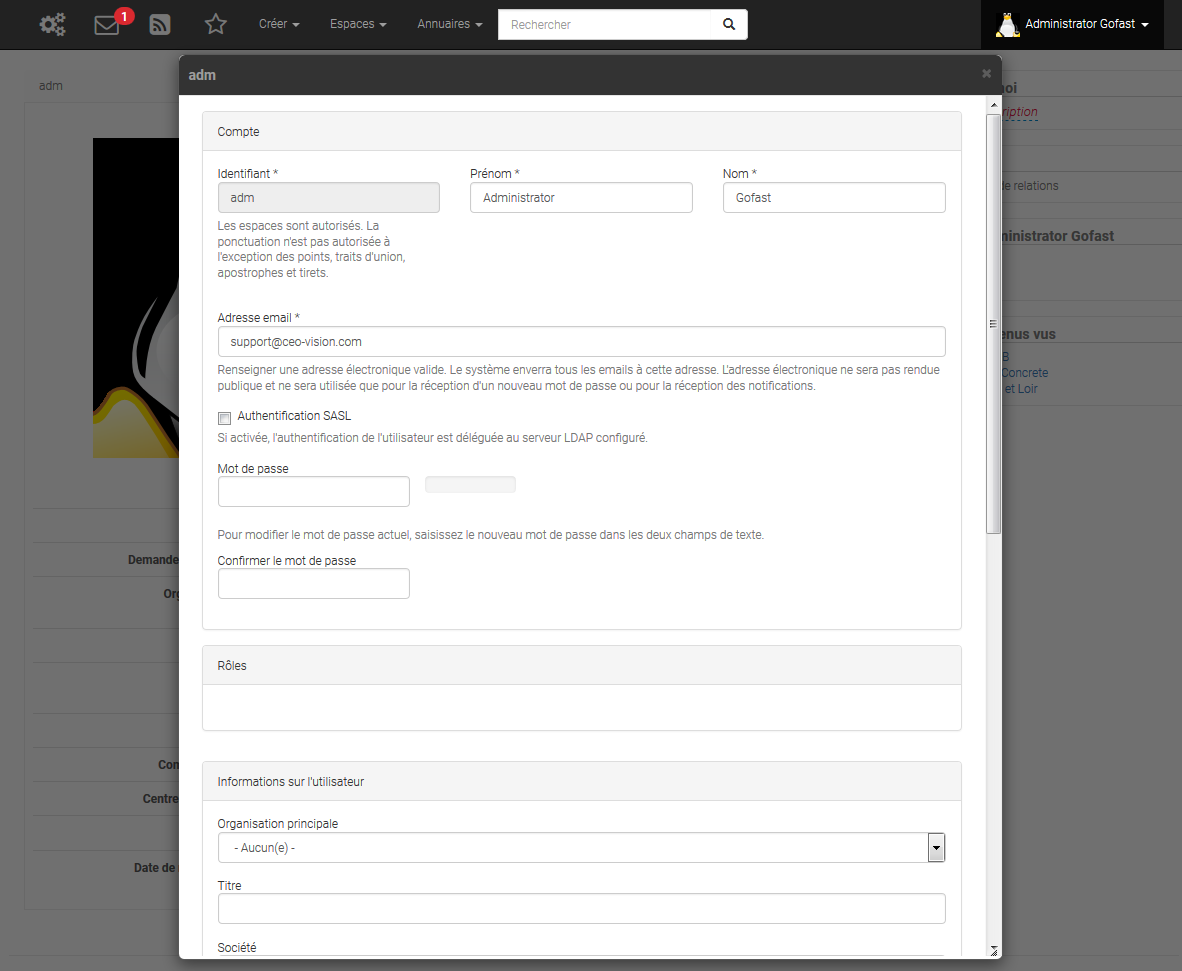 1
Créer
Espaces
Annuaires
Rechercher
Administrator Gofast
adm
adm
Compte
Identifiant *
Prénom *
Nom *
adm
Administrator
Gofast
Les espaces sont autorisés. La
ponctuation n'est pas autorisée à
l'exception des points, traits d'union,
apostrophes et tirets.
Adresse email *
support@ceo-vision.com
Renseigner une adresse électronique valide. Le système enverra tous les emails à cette adresse. L'adresse électronique ne sera pas rendue
publique et ne sera utilisée que pour la réception d'un nouveau mot de passe ou pour la réception des notifications.
Authentification SASL
Si activée, l'authentification de l'utilisateur est déléguée au serveur LDAP configuré.
Mot de passe
Pour modifier le mot de passe actuel, saisissez le nouveau mot de passe dans les deux champs de texte.
Confirmer le mot de passe
Rôles
Informations sur l'utilisateur
Organisation principale
- Aucun(e) -
Titre
Société
Demande
Org
Con
Centre
Date de
oi
ription
de relations
ministrator Gofast
enus vus
B
Concrete
et Loir